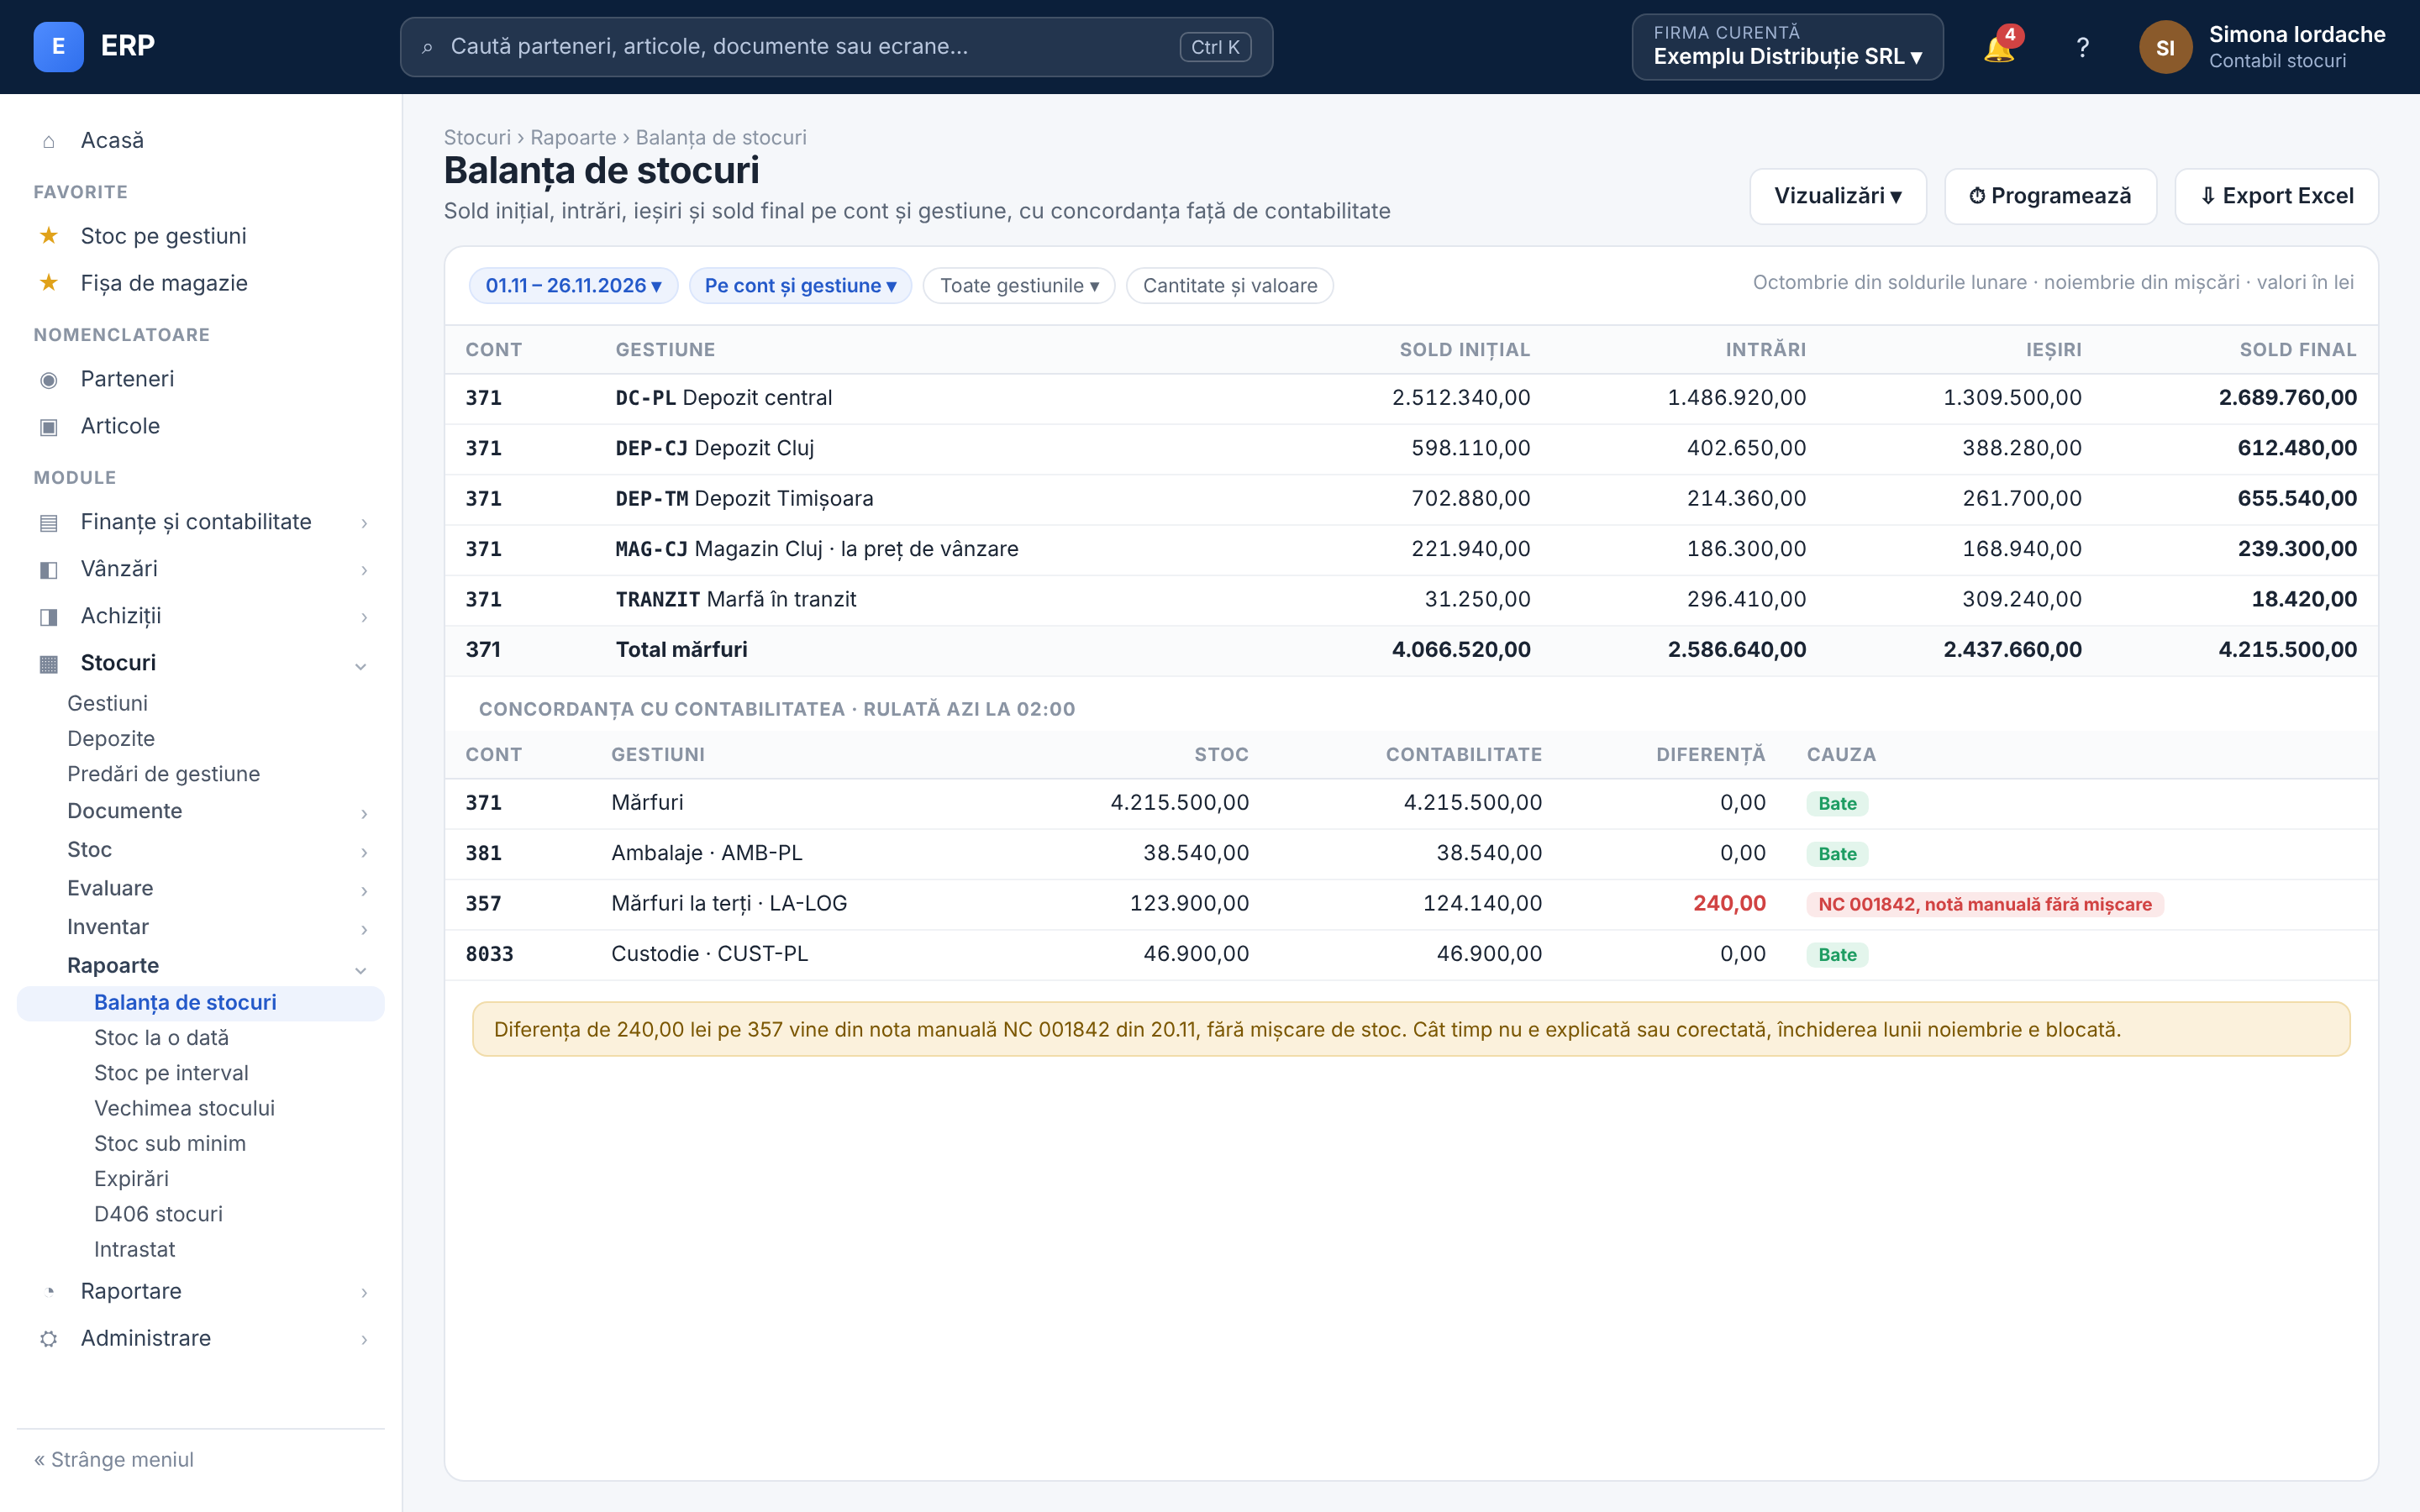 E ERP
Caută parteneri, articole, documente sau ecrane... Ctrl K
FIRMA CURENTĂ
Exemplu Distribuție SRL ▾
4
?
SI
Simona Iordache
Contabil stocuri
Acasă
FAVORITE
★ Stoc pe gestiuni
★ Fișa de magazie
NOMENCLATOARE
Parteneri
Articole
MODULE
Finanțe și contabilitate ›
Vânzări ›
Achiziții ›
Stocuri
Gestiuni
Depozite
Predări de gestiune
Documente ›
Stoc ›
Evaluare ›
Inventar ›
Rapoarte
Balanța de stocuri
Stoc la o dată
Stoc pe interval
Vechimea stocului
Stoc sub minim
Expirări
D406 stocuri
Intrastat
Raportare ›
Administrare ›
« Strânge meniul
Stocuri › Rapoarte › Balanța de stocuri
Balanța de stocuri
Sold inițial, intrări, ieșiri și sold final pe cont și gestiune, cu concordanța față de contabilitate
Vizualizări ▾ ⏱ Programează ⇩ Export Excel
01.11 – 26.11.2026 ▾ Pe cont și gestiune ▾ Toate gestiunile ▾ Cantitate și valoare
Octombrie din soldurile lunare · noiembrie din mișcări · valori în lei
CONT GESTIUNE SOLD INIȚIAL INTRĂRI IEȘIRI SOLD FINAL
371 DC-PL Depozit central 2.512.340,00 1.486.920,00 1.309.500,00 2.689.760,00
371 DEP-CJ Depozit Cluj 598.110,00 402.650,00 388.280,00 612.480,00
371 DEP-TM Depozit Timișoara 702.880,00 214.360,00 261.700,00 655.540,00
371 MAG-CJ Magazin Cluj · la preț de vânzare 221.940,00 186.300,00 168.940,00 239.300,00
371 TRANZIT Marfă în tranzit 31.250,00 296.410,00 309.240,00 18.420,00
371 Total mărfuri 4.066.520,00 2.586.640,00 2.437.660,00 4.215.500,00
CONCORDANȚA CU CONTABILITATEA · RULATĂ AZI LA 02:00
CONT GESTIUNI STOC CONTABILITATE DIFERENȚĂ CAUZA
371 Mărfuri 4.215.500,00 4.215.500,00 0,00 Bate
381 Ambalaje · AMB-PL 38.540,00 38.540,00 0,00 Bate
357 Mărfuri la terți · LA-LOG 123.900,00 124.140,00 240,00 NC 001842, notă manuală fără mișcare
8033 Custodie · CUST-PL 46.900,00 46.900,00 0,00 Bate
Diferența de 240,00 lei pe 357 vine din nota manuală NC 001842 din 20.11, fără mișcare de stoc. Cât timp nu e explicată sau corectată, închiderea lunii noiembrie e blocată.